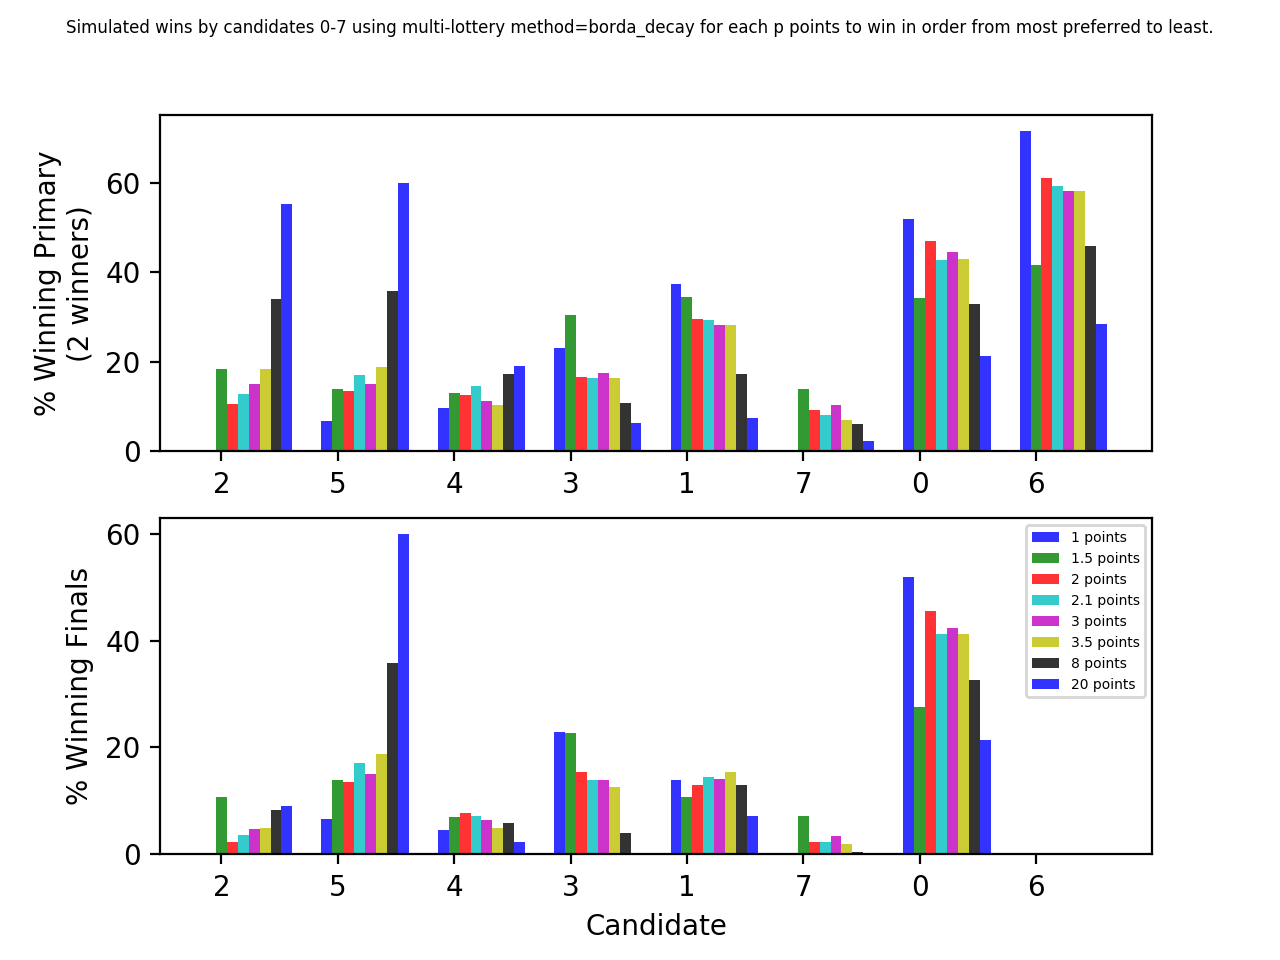 Simulated wins by candidates 0-7 using multi-lottery method=borda_decay for each p points to win in order from most preferred to least.
% Winning Primary
(2 winners)
60
40
20
0
2 5 4 3 1 7 0 6
% Winning Finals
60
40
20
0
1 points
1.5 points
2 points
2.1 points
3 points
3.5 points
8 points
20 points
2 5 4 3 1 7 0 6
Candidate